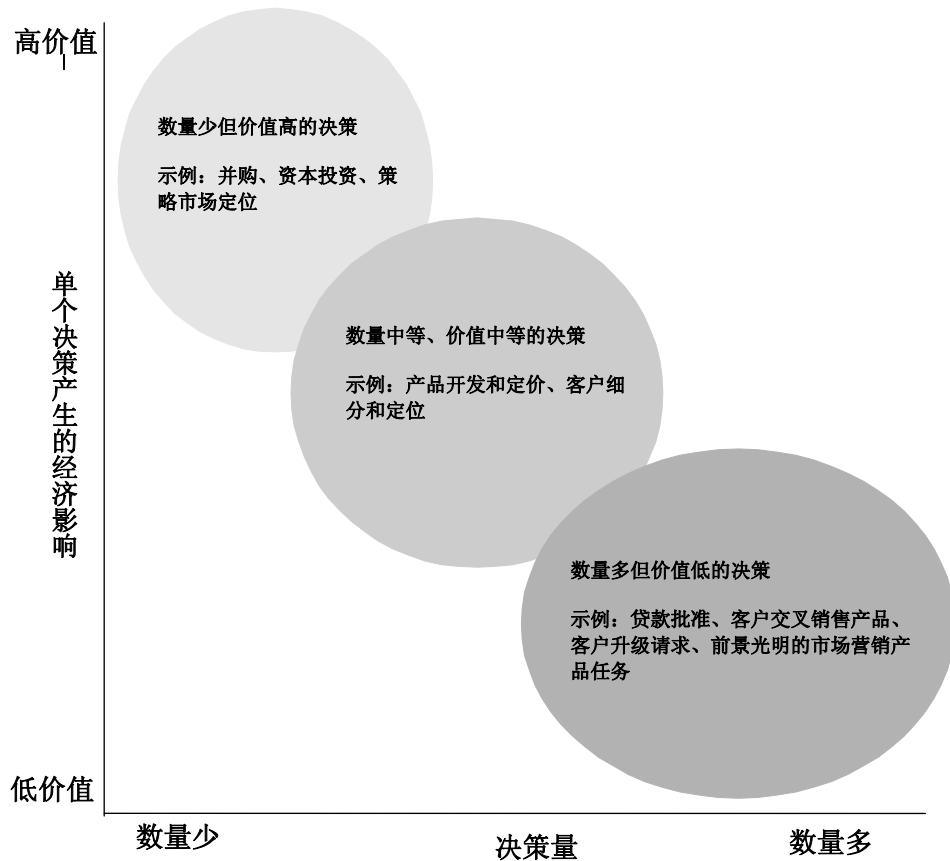 高价值
数量少但价值高的决策
示例：并购、资本投资、策
略市场定位
单个决策产生的经济影响
数量中等、价值中等的决策
示例：产品开发和定价、客户细
分和定位
数量多但价值低的决策
示例：贷款批准、客户交叉销售产品、
客户升级请求、前景光明的市场营销产
品任务
低价值
数量少
决策量
数量多